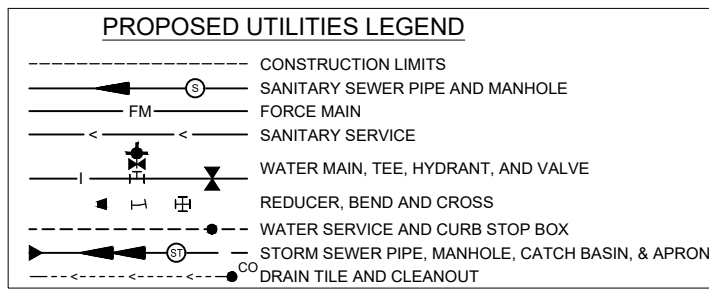 PROPOSED UTILITIES LEGEND
CONSTRUCTION LIMITS
S SANITARY SEWER PIPE AND MANHOLE
FM FORCE MAIN
< < SANITARY SERVICE
I WATER MAIN, TEE, HYDRANT, AND VALVE
REDUCER, BEND AND CROSS
WATER SERVICE AND CURB STOP BOX
ST STORM SEWER PIPE, MANHOLE, CATCH BASIN, & APRON
< < < CO DRAIN TILE AND CLEANOUT